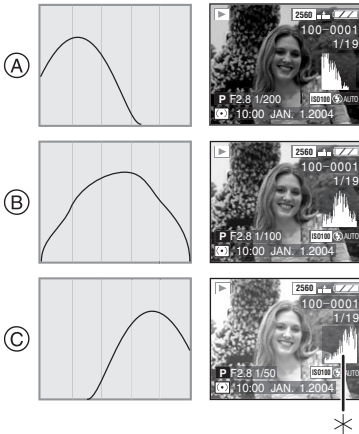 A
2560
100-0001
1/19
P F2.8 1/200
ISO100 AUTO
10:00 JAN. 1.2004
B
2560
100-0001
1/19
P F2.8 1/100
ISO100 AUTO
10:00 JAN. 1.2004
C
2560
100-0001
1/19
P F2.8 1/50
ISO100 AUTO
10:00 JAN. 1.2004